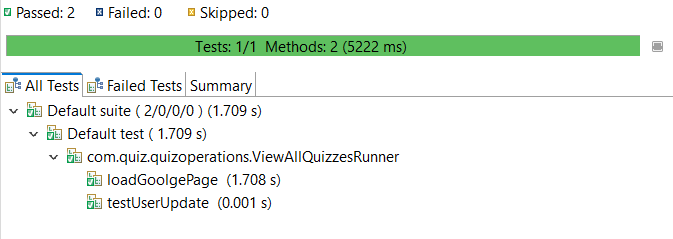 Passed: 2 Failed: 0 Skipped: 0
Tests: 1/1 Methods: 2 (5222 ms)
All Tests Failed Tests Summary
Default suite ( 2/0/0/0 ) (1.709 s)
Default test ( 1.709 s)
com.quiz.quizoperations.ViewAllQuizzesRunner
loadGoolgePage (1.708 s)
testUserUpdate (0.001 s)